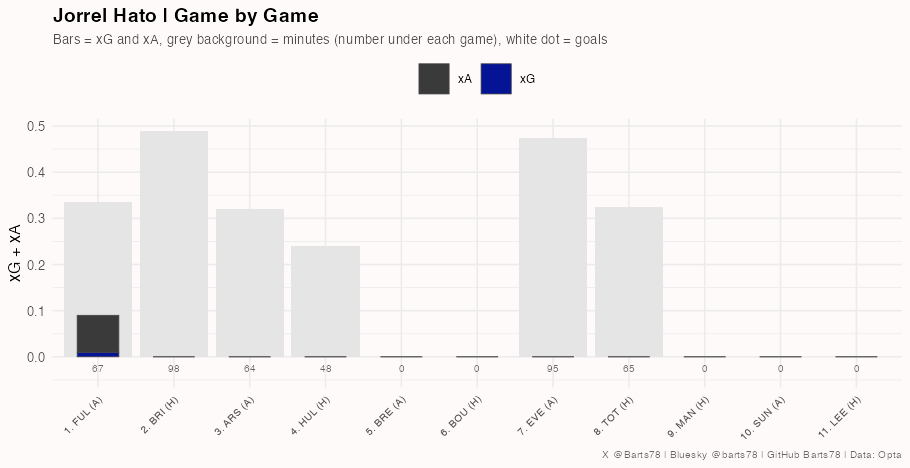 Jorrel Hato | Game by Game
Bars = xG and xA, grey background = minutes (number under each game), white dot = goals
xA
xG
xG + xA
0.5
0.4
0.3
0.2
0.1
0.0
67 98 64 48 0 0 95 65 0 0 0
1. FUL (A)
2. BRI (H)
3. ARS (A)
4. HUL (H)
5. BRE (A)
6. BOU (H)
7. EVE (A)
8. TOT (H)
9. MAN (H)
10. SUN (A)
11. LEE (H)
X @Barts78 | Bluesky @barts78 | GitHub Barts78 | Data: Opta